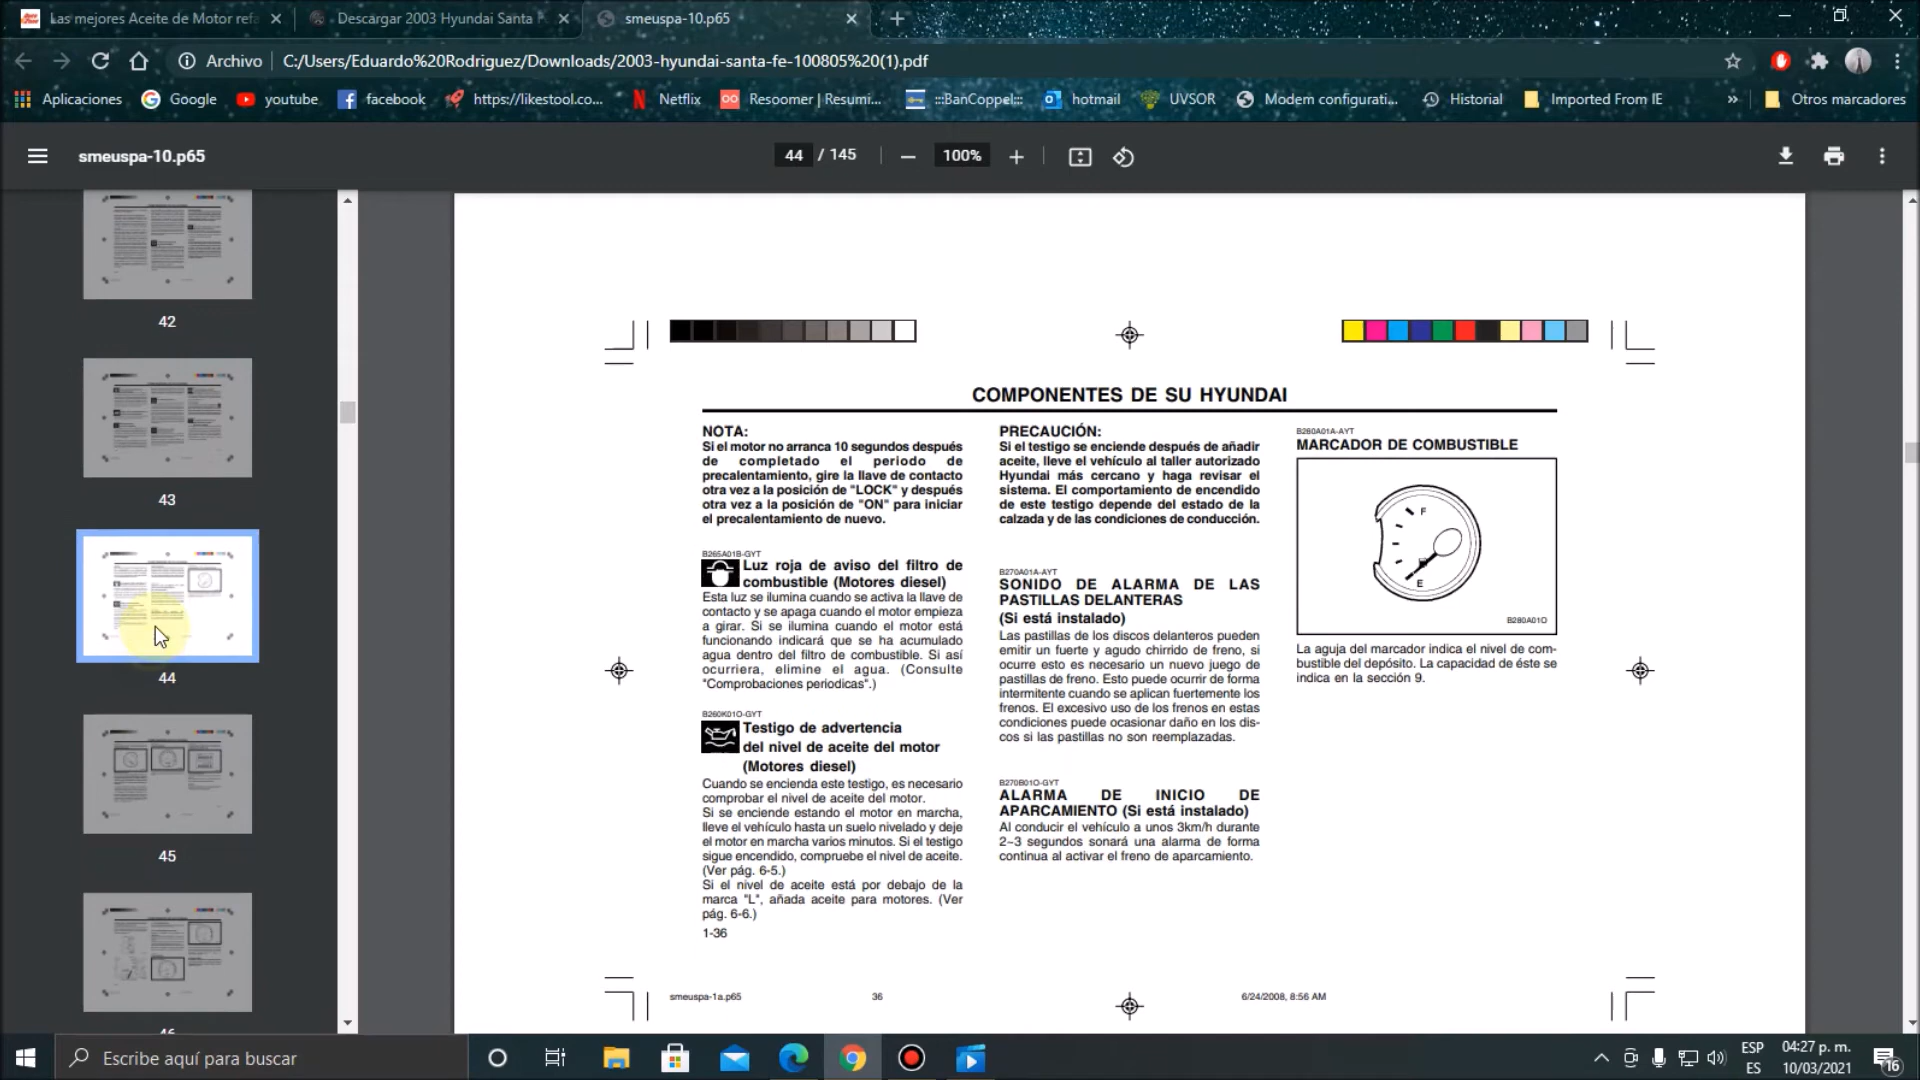 Las mejores Aceite de Motor refa
Descargar 2003 Hyundai Santa F
smeuspa-10.p65
Archivo
C:/Users/Eduardo%20Rodriguez/Downloads/2003-hyundai-santa-fe-100805%20(1).pdf
Aplicaciones
Google
youtube
facebook
https://likestool.co...
Netflix
Resoomer | Resumi...
:::BanCoppel:::
hotmail
UVSOR
Modem configurati...
Historial
Imported From IE
»
Otros marcadores
smeuspa-10.p65
44 / 145
100%
42
43
44
45
46
COMPONENTES DE SU HYUNDAI
NOTA:
Si el motor no arranca 10 segundos después
de completado el periodo de
precalentamiento, gire la llave de contacto
otra vez a la posición de "LOCK" y después
otra vez a la posición de "ON" para iniciar
el precalentamiento de nuevo.
B265A01B-GYT
Luz roja de aviso del filtro de
combustible (Motores diesel)
Esta luz se ilumina cuando se activa la llave de
contacto y se apaga cuando el motor empieza
a girar. Si se ilumina cuando el motor está
funcionando indicará que se ha acumulado
agua dentro del filtro de combustible. Si así
ocurriera, elimine el agua. (Consulte
"Comprobaciones periodicas".)
B260K01O-GYT
Testigo de advertencia
del nivel de aceite del motor
(Motores diesel)
Cuando se encienda este testigo, es necesario
comprobar el nivel de aceite del motor.
Si se enciende estando el motor en marcha,
lleve el vehículo hasta un suelo nivelado y deje
el motor en marcha varios minutos. Si el testigo
sigue encendido, compruebe el nivel de aceite.
(Ver pág. 6-5.)
Si el nivel de aceite está por debajo de la
marca "L", añada aceite para motores. (Ver
pág. 6-6.)
1-36
PRECAUCIÓN:
Si el testigo se enciende después de añadir
aceite, lleve el vehículo al taller autorizado
Hyundai más cercano y haga revisar el
sistema. El comportamiento de encendido
de este testigo depende del estado de la
calzada y de las condiciones de conducción.
B270A01A-AYT
SONIDO DE ALARMA DE LAS
PASTILLAS DELANTERAS
(Si está instalado)
Las pastillas de los discos delanteros pueden
emitir un fuerte y agudo chirrido de freno, si
ocurre esto es necesario un nuevo juego de
pastillas de freno. Esto puede ocurrir de forma
intermitente cuando se aplican fuertemente los
frenos. El excesivo uso de los frenos en estas
condiciones puede ocasionar daño en los dis-
cos si las pastillas no son reemplazadas.
B270B01O-GYT
ALARMA DE INICIO DE
APARCAMIENTO (Si está instalado)
Al conducir el vehículo a unos 3km/h durante
2~3 segundos sonará una alarma de forma
continua al activar el freno de aparcamiento.
B280A01A-AYT
MARCADOR DE COMBUSTIBLE
F
E
B280A01O
La aguja del marcador indica el nivel de com-
bustible del depósito. La capacidad de éste se
indica en la sección 9.
smeuspa-1a.p65
36
6/24/2008, 8:56 AM
Escribe aquí para buscar
ESP
ES
04:27 p. m.
10/03/2021
16